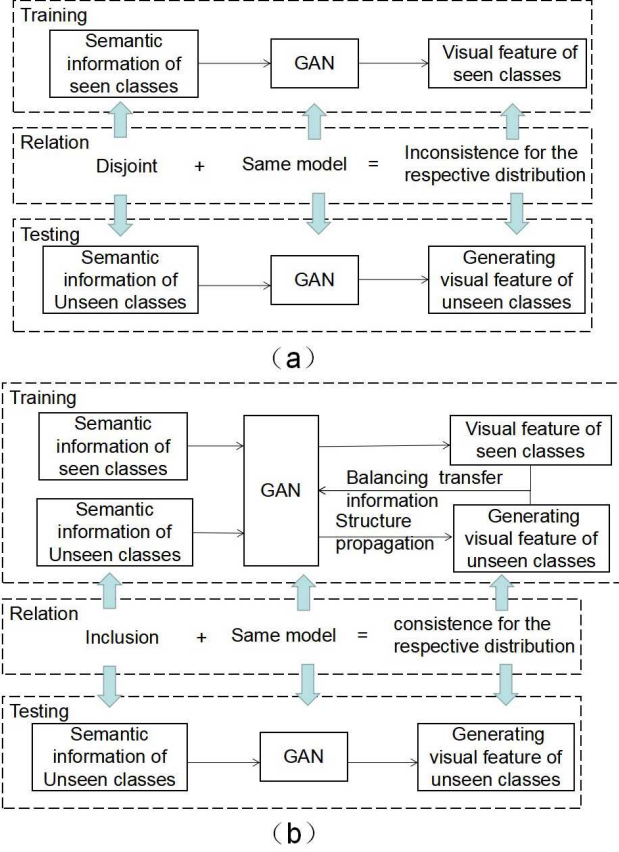 Training
Semantic
information of
seen classes
GAN
Visual feature of
seen classes
Relation
Disjoint + Same model = Inconsistence for the
respective distribution
Testing
Semantic
information of
Unseen classes
GAN
Generating
visual feature of
unseen classes
(a)
Training
Semantic
information of
seen classes
Semantic
information of
Unseen classes
GAN
Visual feature of
seen classes
Balancing transfer
information
Structure
propagation
Generating
visual feature of
unseen classes
Relation
Inclusion + Same model = consistence for the
respective distribution
Testing
Semantic
information of
Unseen classes
GAN
Generating
visual feature of
unseen classes
(b)